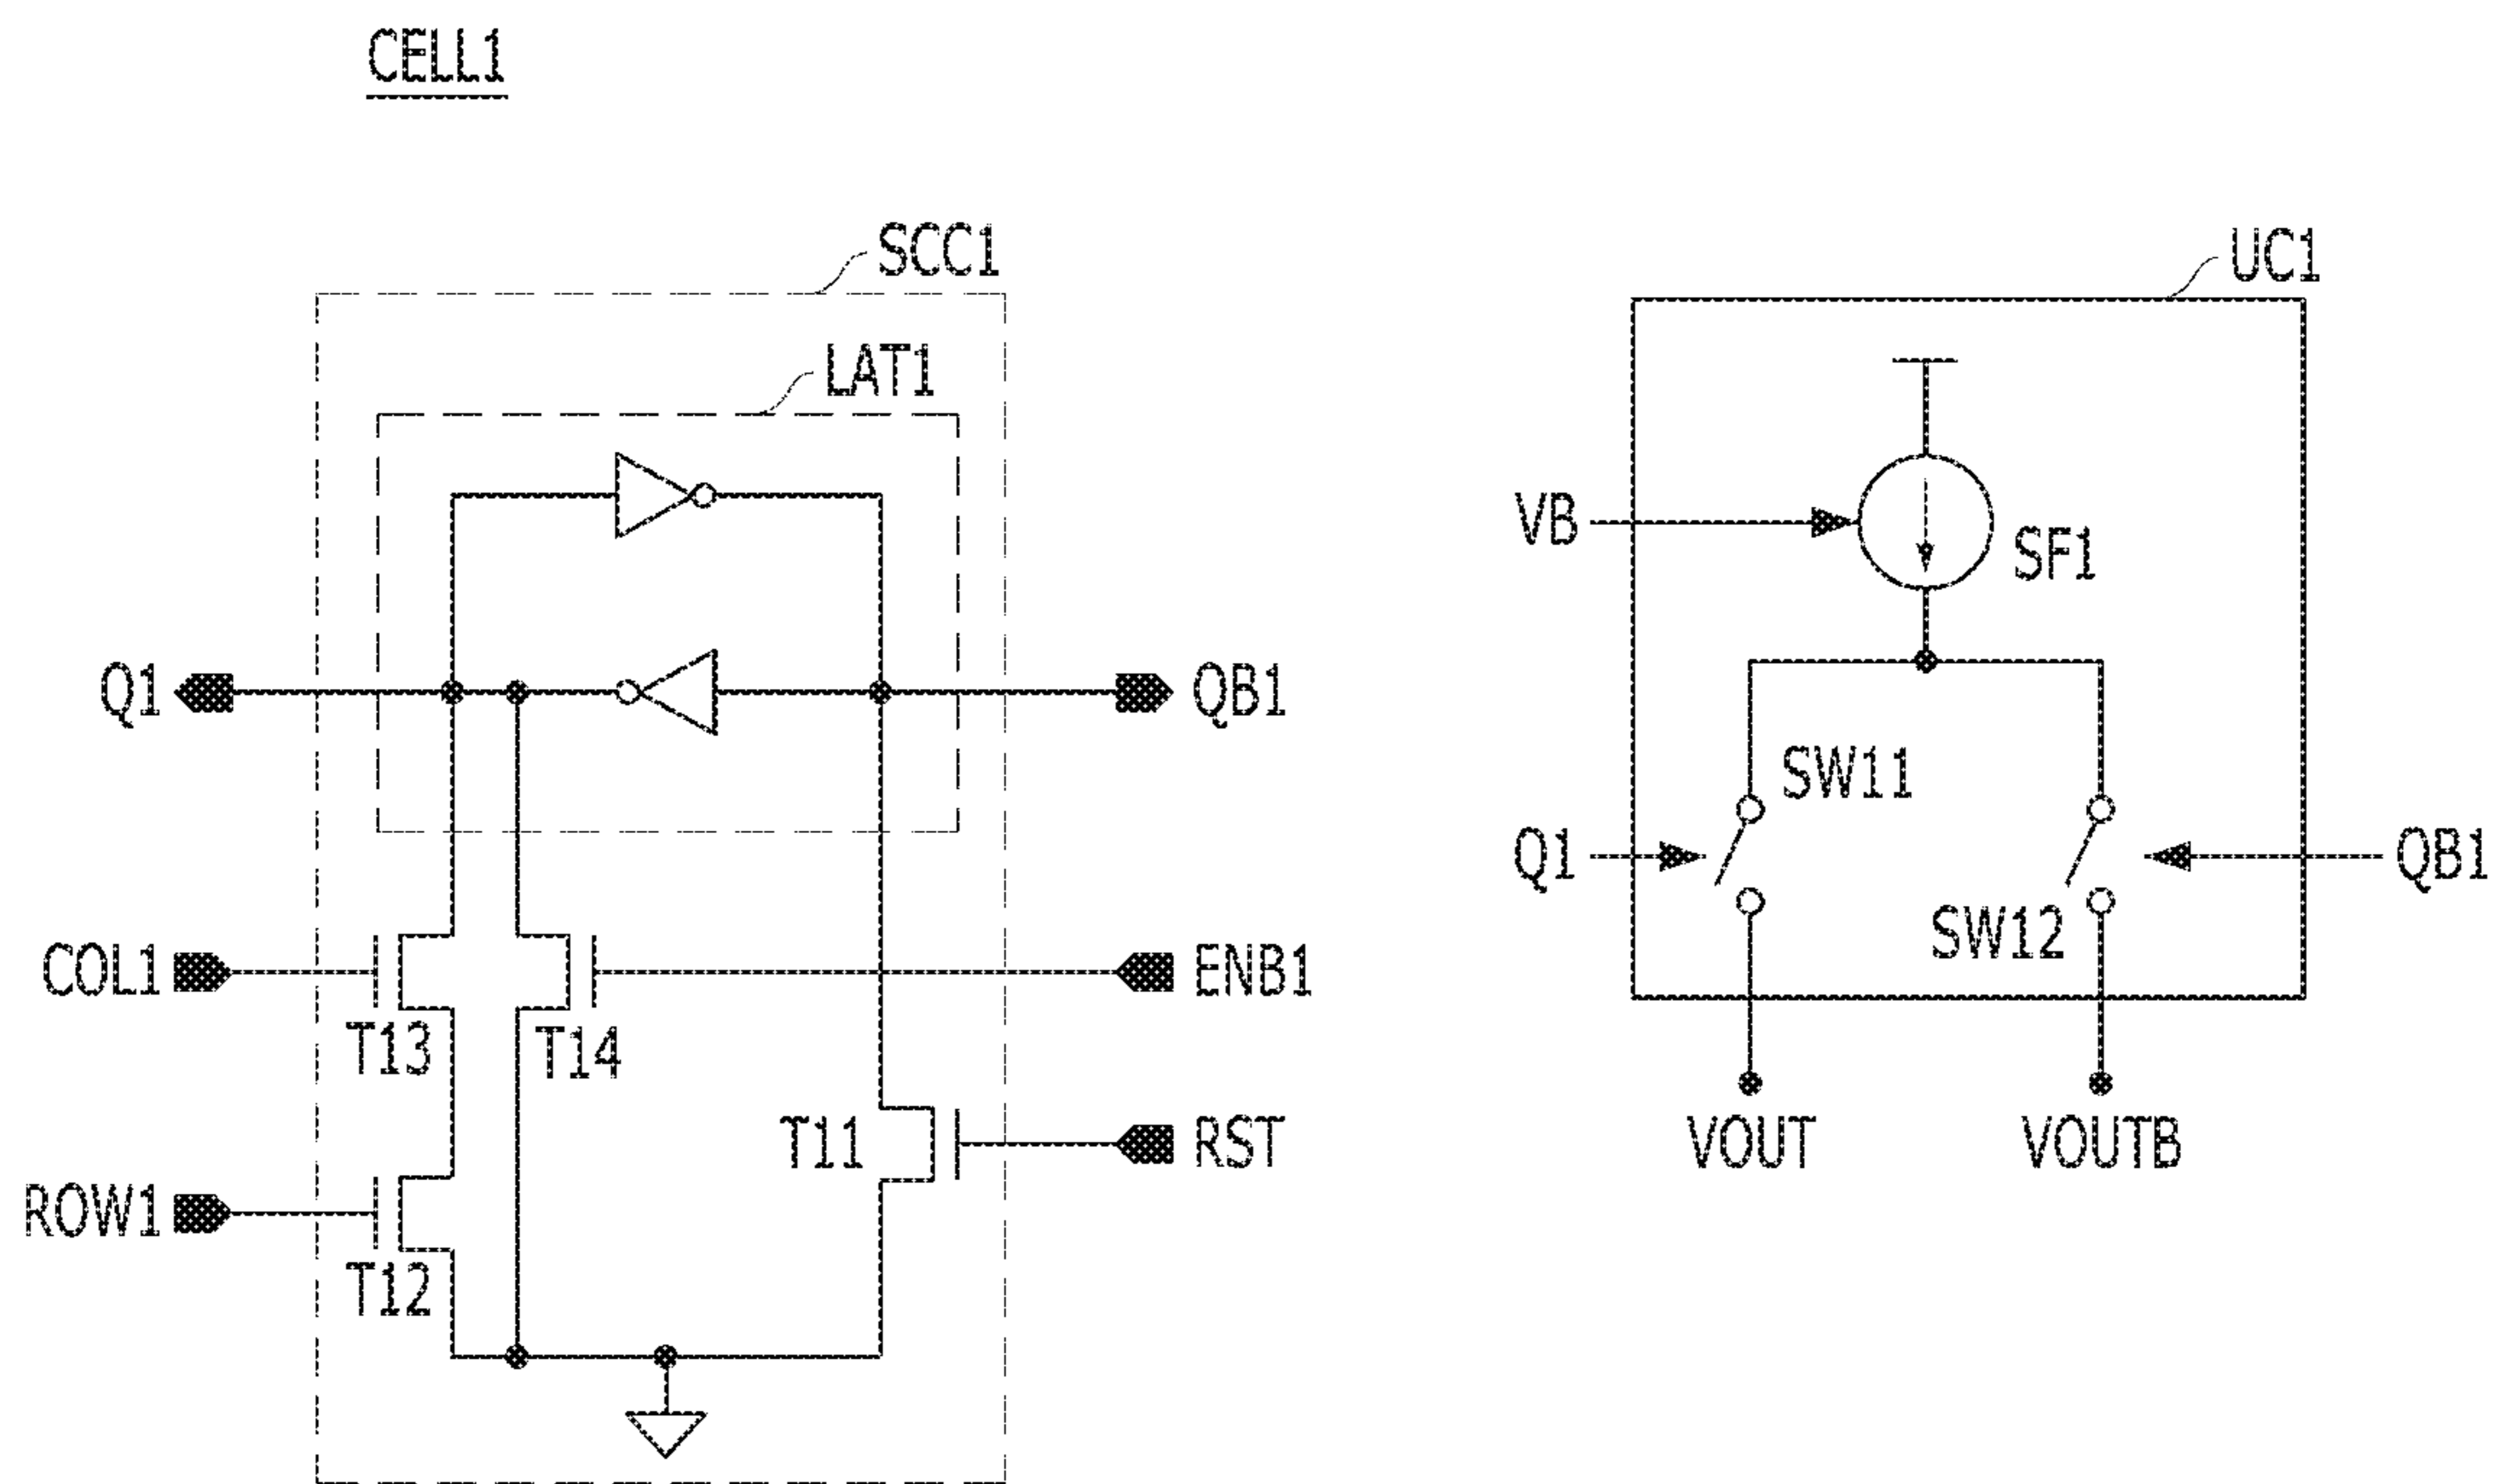 CELL1
SCC1
UC1
LAT1
VB
SF1
Q1
QB1
SW11
Q1
QB1
SW12
COL1
ENB1
T13
T14
VOUT
VOUTB
T11
RST
ROW1
T12